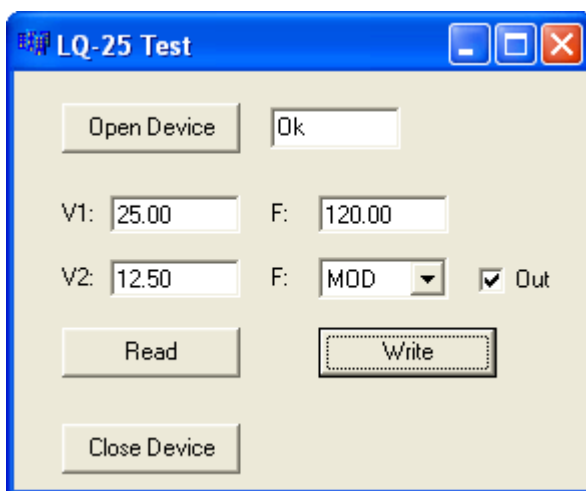 LQ-25 Test
Open Device Ok
V1: 25.00 F: 120.00
V2: 12.50 F: MOD Out
Read Write
Close Device